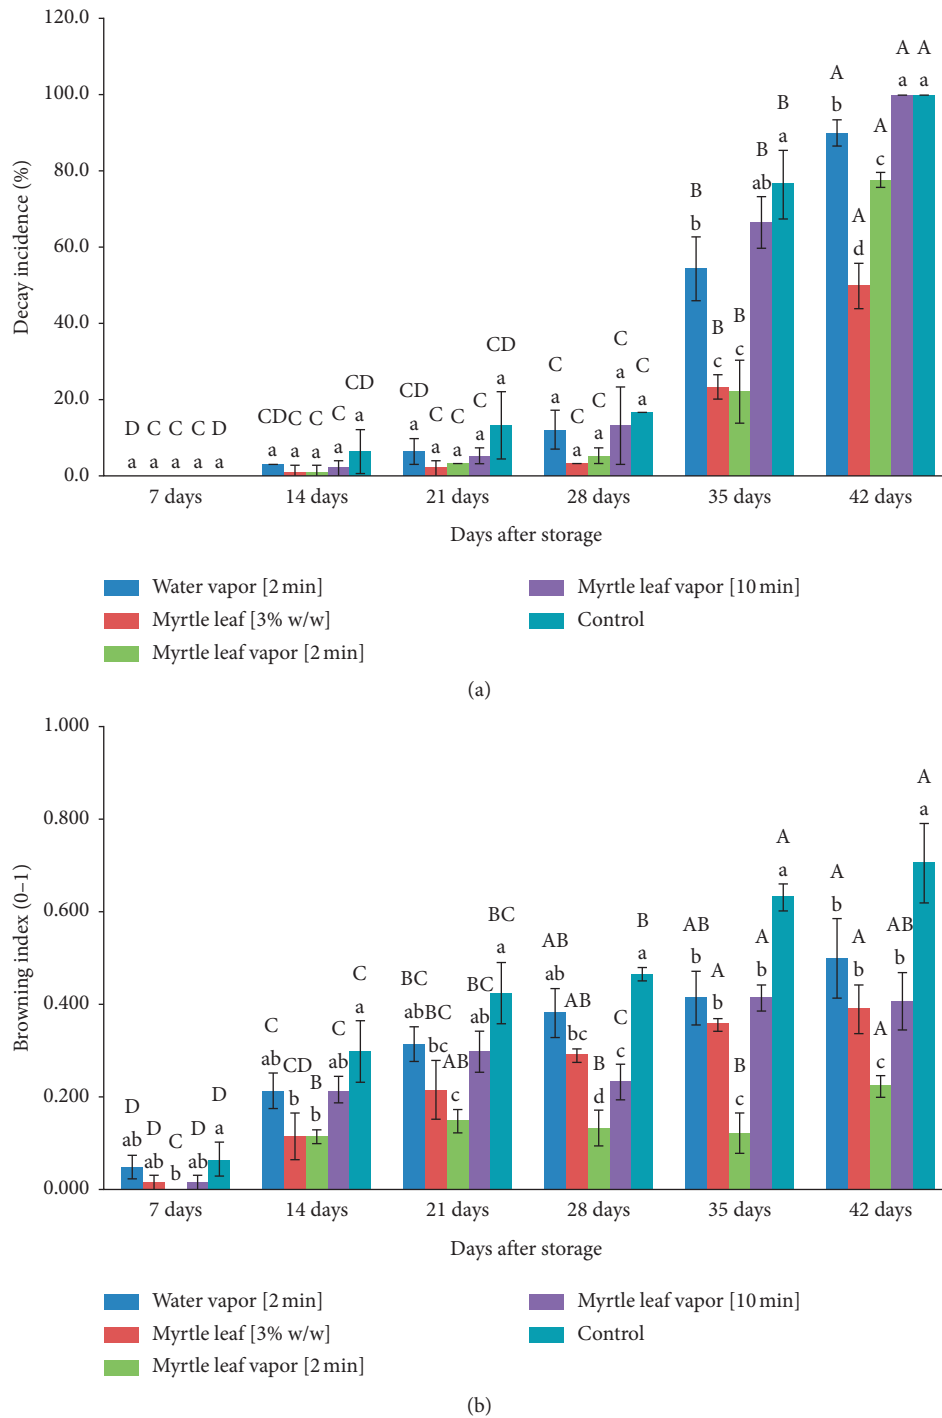 120.0
100.0
80.0
60.0
40.0
20.0
0.0
Decay incidence (%)
D C C C D
a a a a a
CD C C C CD
a a a a a
CD C C C CD
a a a a a
C C C C C
a a a a a
B B B B B
b c c ab a
A A A A A
b d c a a
7 days 14 days 21 days 28 days 35 days 42 days
Days after storage
Water vapor [2 min]
Myrtle leaf [3% w/w]
Myrtle leaf vapor [2 min]
Myrtle leaf vapor [10 min]
Control
(a)
1.000
0.800
0.600
0.400
0.200
0.000
Browning index (0–1)
D D C D D
ab ab b ab a
C CD B C C
ab b b ab a
BC BC AB BC BC
ab bc c ab a
AB AB B C B
ab bc d c a
AB A B A A
b b c b a
A A A AB A
b b c b a
7 days 14 days 21 days 28 days 35 days 42 days
Days after storage
Water vapor [2 min]
Myrtle leaf [3% w/w]
Myrtle leaf vapor [2 min]
Myrtle leaf vapor [10 min]
Control
(b)